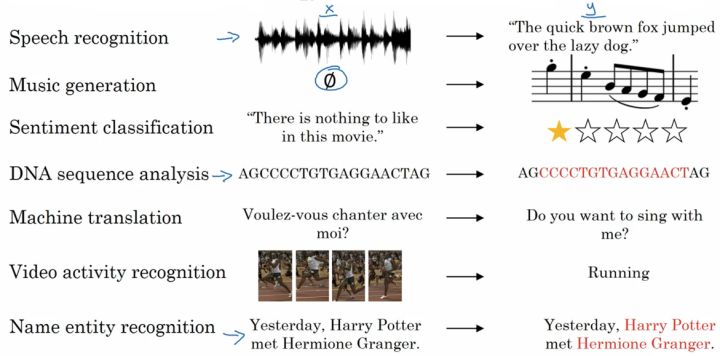 x
y
Speech recognition
“The quick brown fox jumped
over the lazy dog.”
Music generation
∅
Sentiment classification
“There is nothing to like
in this movie.”
DNA sequence analysis
AGCCCCTGTGAGGAACTAG
AGCCCCTGTGAGGAACTAG
Machine translation
Voulez-vous chanter avec
moi?
Do you want to sing with
me?
Video activity recognition
Running
Name entity recognition
Yesterday, Harry Potter
met Hermione Granger.
Yesterday, Harry Potter
met Hermione Granger.